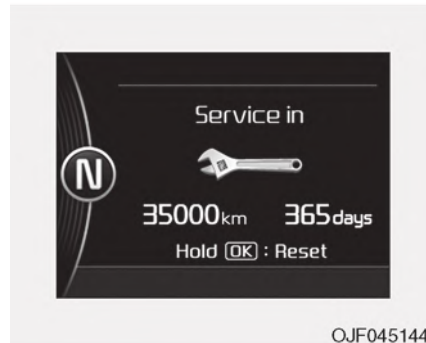 Service in
N
35000km 365days
Hold OK : Reset
OJF045144